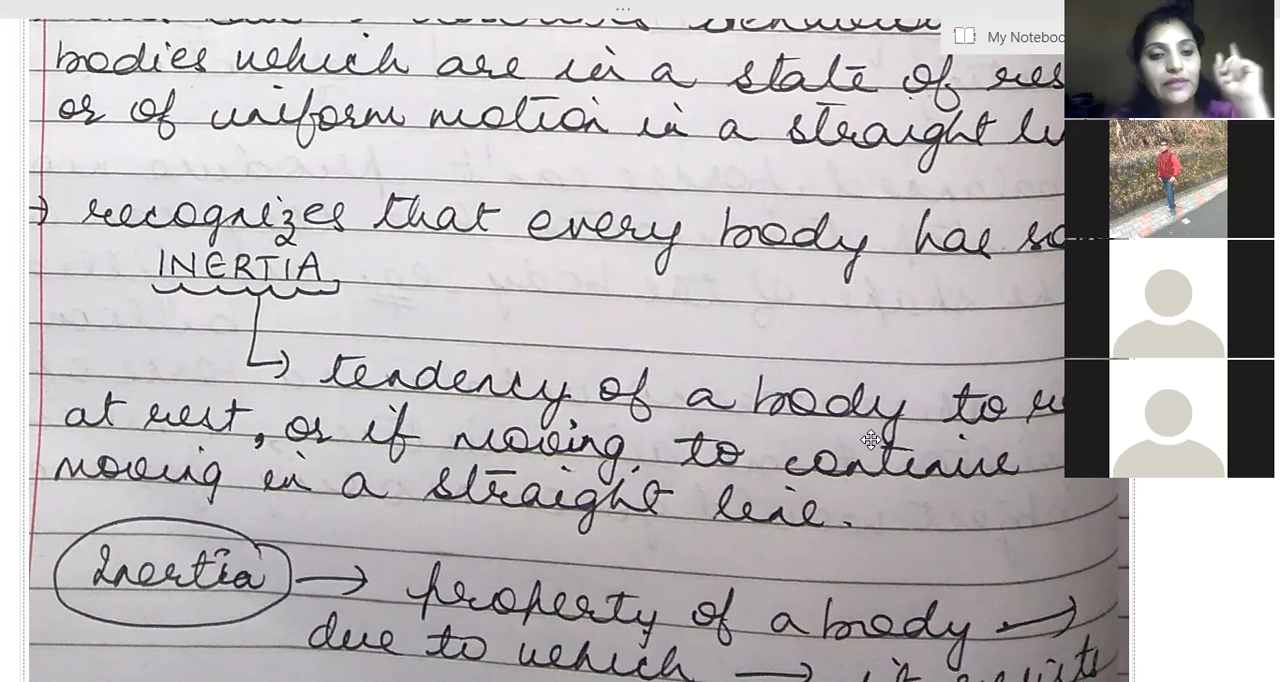 My Noteboo
bodies which are in a state of res
or of uniform motion in a straight li
→ recognizes that every body has so
INERTIA
↳ tendency of a body to r
at rest, or if moving, to continue
moving in a straight line.
Inertia → property of a body →
due to which →